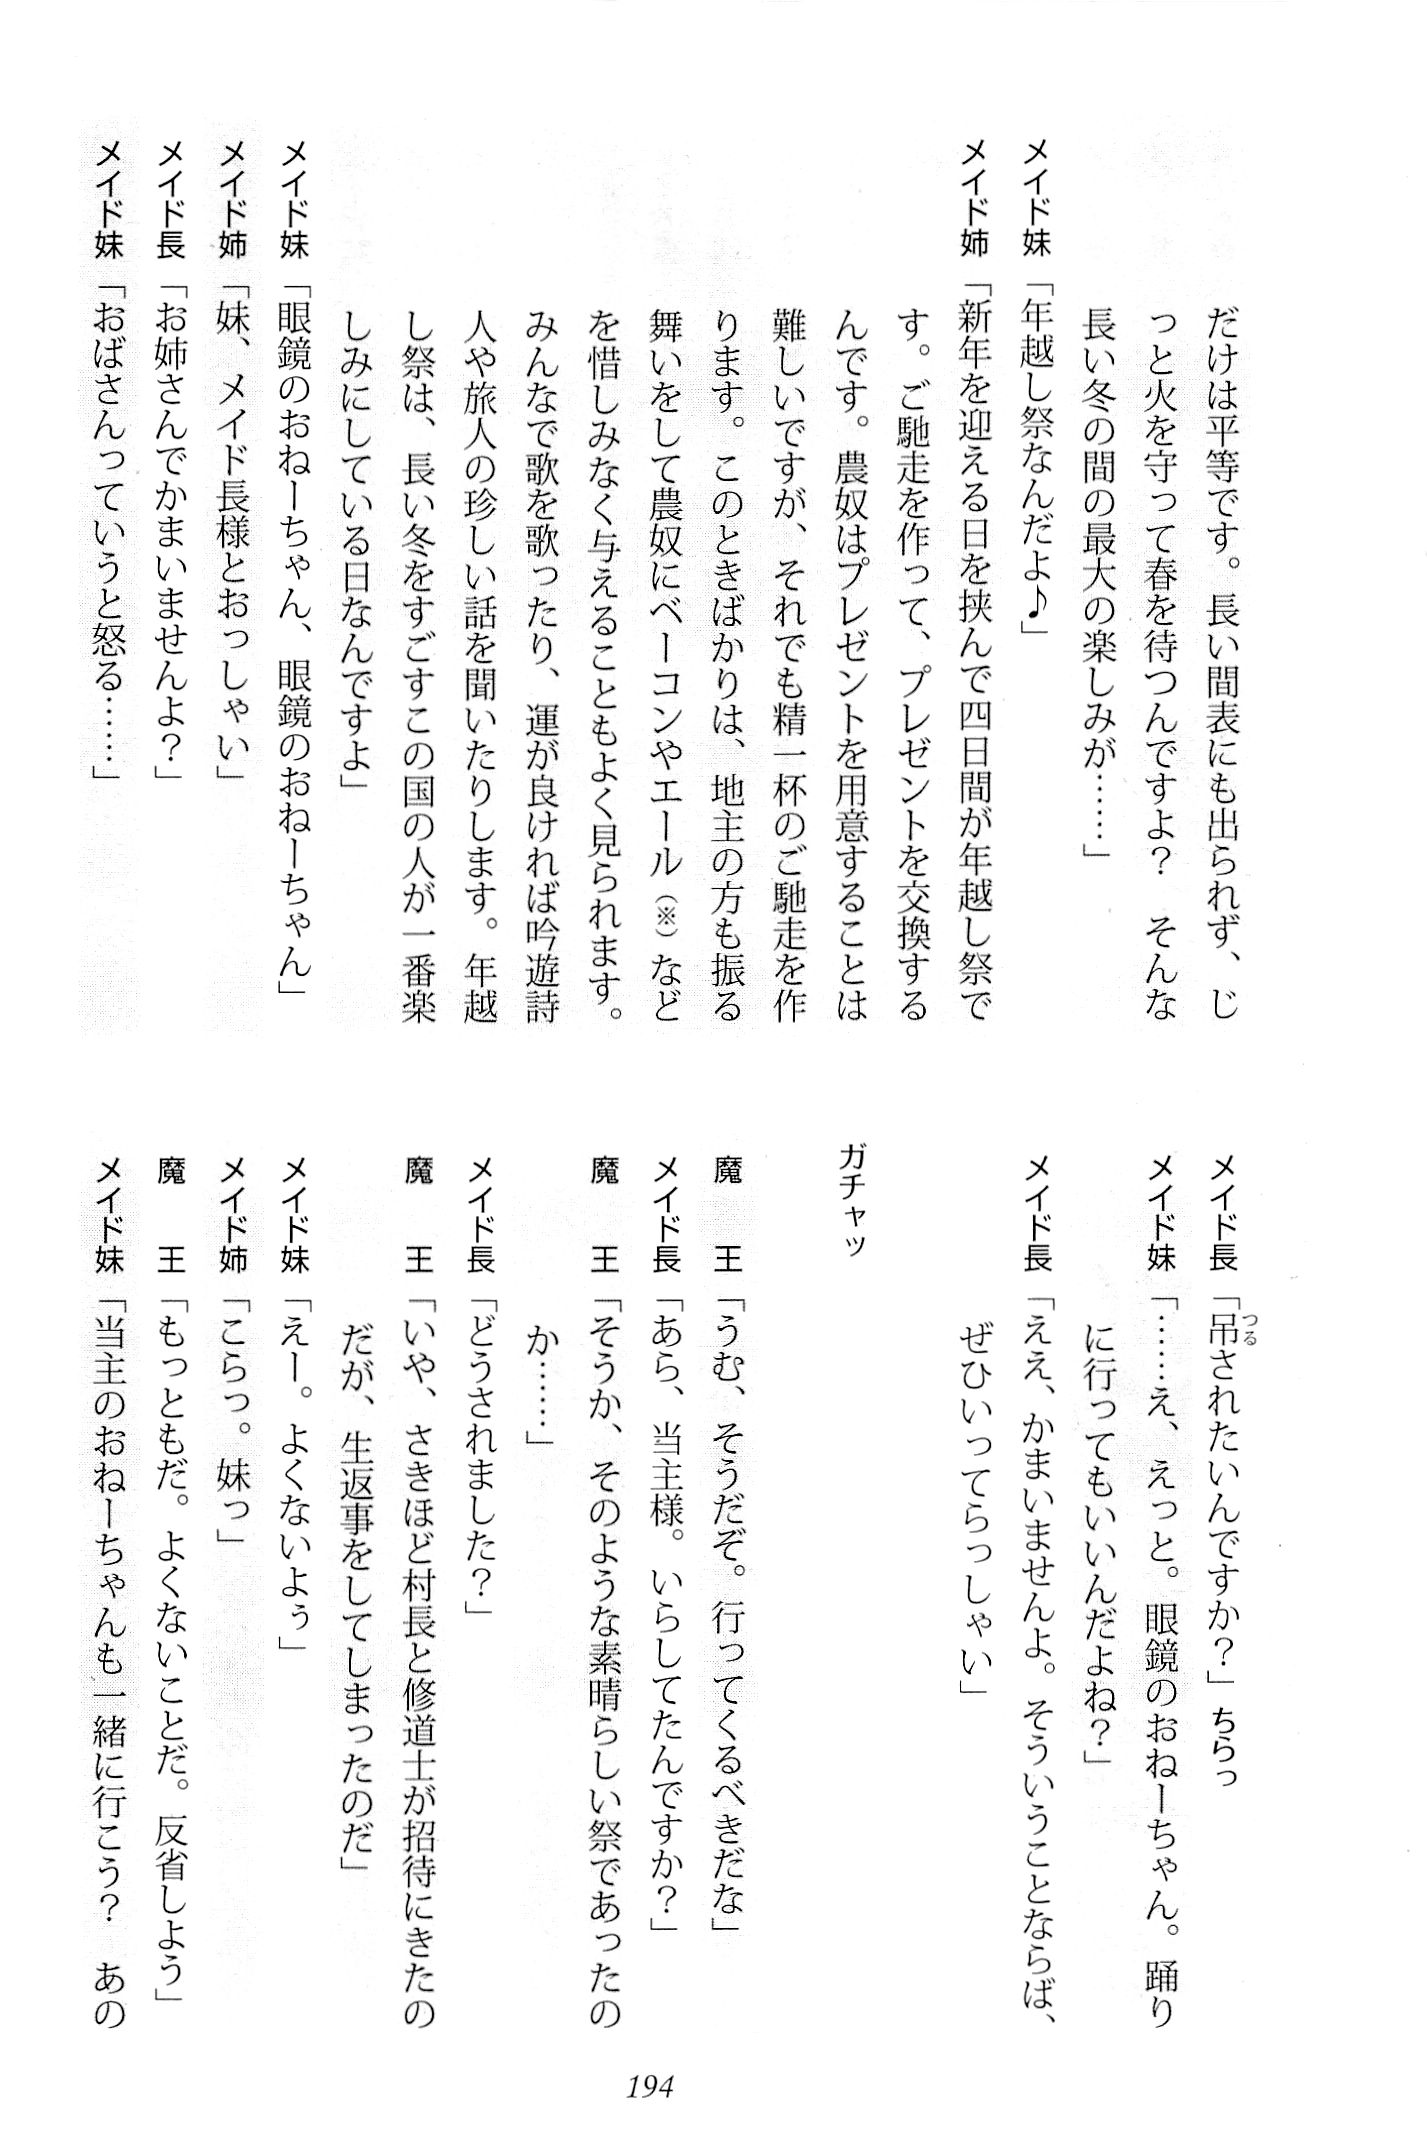 だけは平等です。長い間表にも出られず、じ
っと火を守って春を待つんですよ？　そんな
長い冬の間の最大の楽しみが……」
メイド妹「年越し祭なんだよ♪」
メイド姉「新年を迎える日を挟んで四日間が年越し祭で
す。ご馳走を作って、プレゼントを交換する
んです。農奴はプレゼントを用意することは
難しいですが、それでも精一杯のご馳走を作
ります。このときばかりは、地主の方も振る
舞いをして農奴にベーコンやエール（※）など
を惜しみなく与えることもよく見られます。
みんなで歌を歌ったり、運が良ければ吟遊詩
人や旅人の珍しい話を聞いたりします。年越
し祭は、長い冬をすごすこの国の人が一番楽
しみにしている日なんですよ」
メイド妹「眼鏡のおねーちゃん、眼鏡のおねーちゃん」
メイド姉「妹、メイド長様とおっしゃい」
メイド長「お姉さんでかまいませんよ？」
メイド妹「おばさんっていうと怒る……」
メイド長「吊されたいんですか？」ちらっ
つる
メイド妹「……え、えっと。眼鏡のおねーちゃん。踊り
に行ってもいいんだよね？」
メイド長「ええ、かまいませんよ。そういうことならば、
ぜひいってらっしゃい」
ガチャッ
魔　王「うむ、そうだぞ。行ってくるべきだな」
メイド長「あら、当主様。いらしてたんですか？」
魔　王「そうか、そのような素晴らしい祭であったの
か……」
メイド長「どうされました？」
魔　王「いや、さきほど村長と修道士が招待にきたの
だが、生返事をしてしまったのだ」
メイド妹「えー。よくないよぅ」
メイド姉「こらっ。妹っ」
魔　王「もっともだ。よくないことだ。反省しよう」
メイド妹「当主のおねーちゃんも一緒に行こう？　あの
194